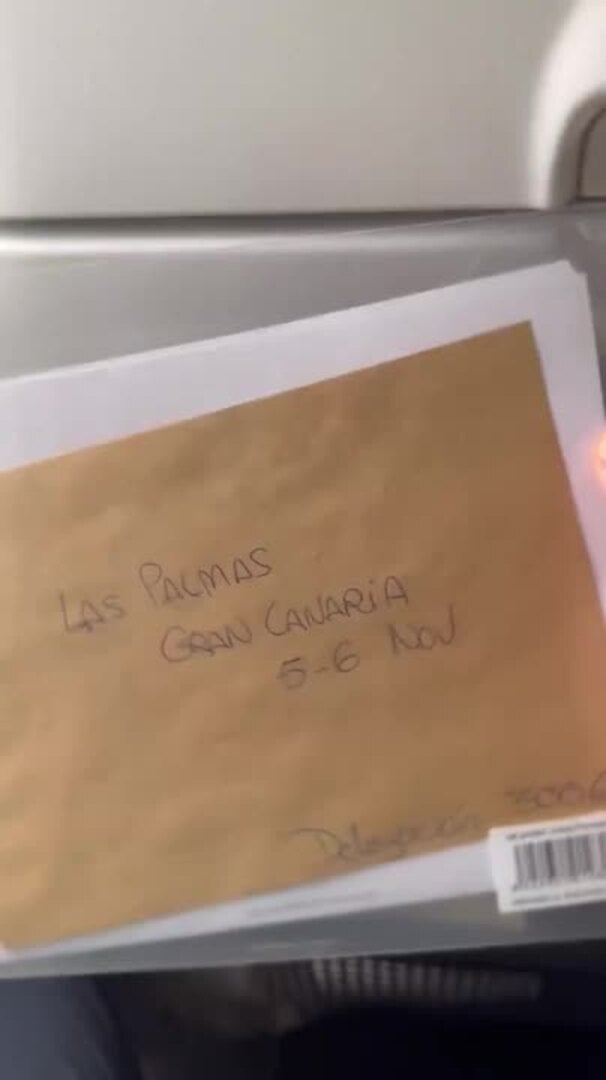 LAS PALMAS
GRAN CANARIA
5-6 NOV
Delegación